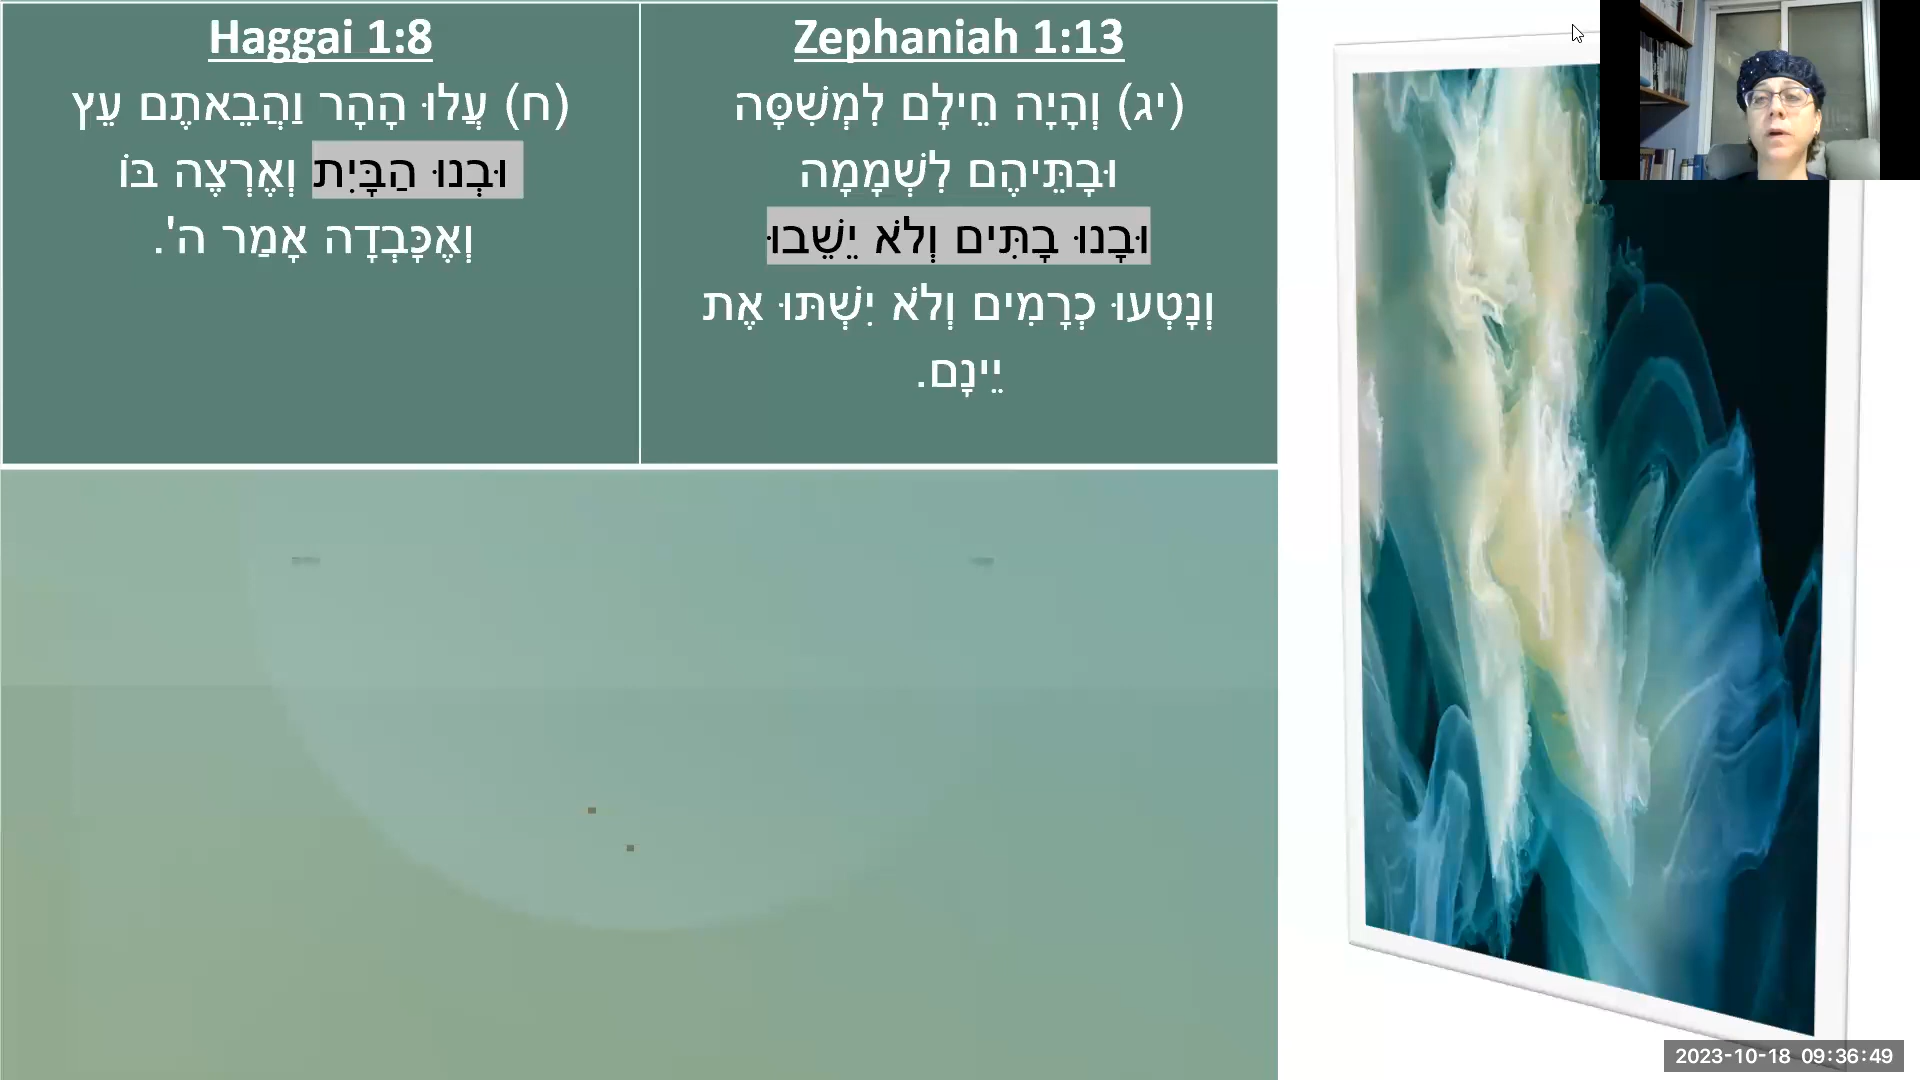 Haggai 1:8
(ח) עֲלוּ הָהָר וַהֲבֵאתֶם עֵץ
וּבְנוּ הַבָּיִת וְאֶרְצֶה בּוֹ
וְאֶכָּבְדָה אָמַר ה'.
Zephaniah 1:13
(יג) וְהָיָה חֵילָם לִמְשִׁסָּה
וּבָתֵּיהֶם לִשְׁמָמָה
וּבָנוּ בָתִּים וְלֹא יֵשֵׁבוּ
וְנָטְעוּ כְרָמִים וְלֹא יִשְׁתּוּ אֶת
יֵינָם.
2023-10-18 09:36:49